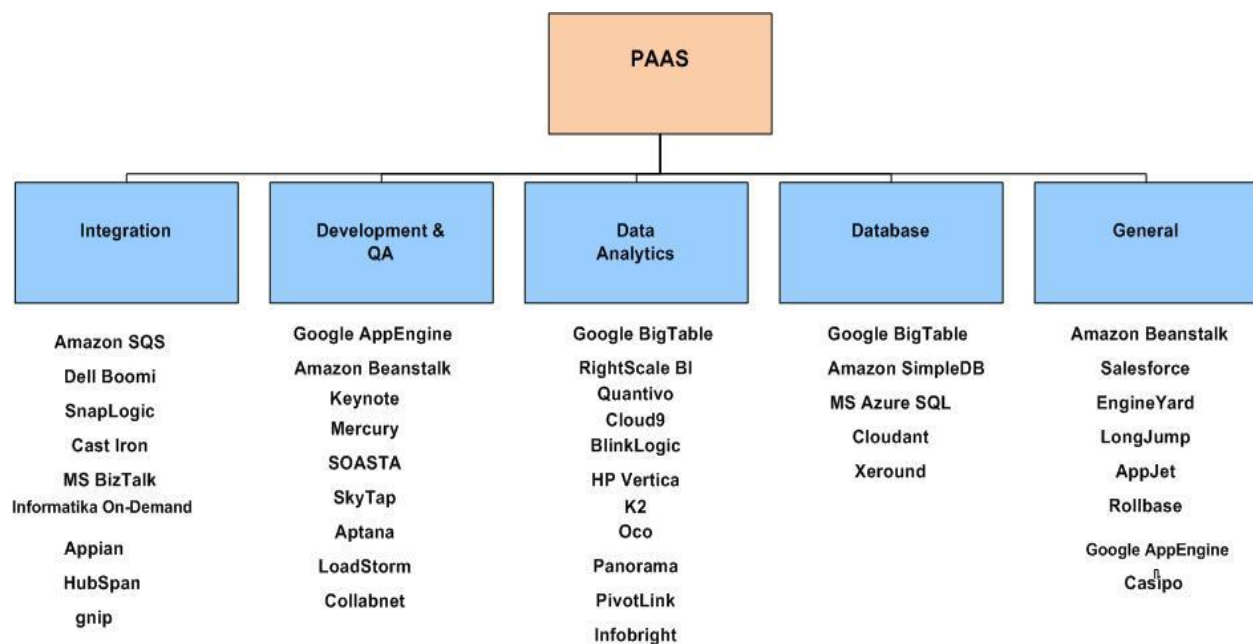 PAAS
Integration
Development &
QA
Data
Analytics
Database
General
Amazon SQS
Dell Boomi
SnapLogic
Cast Iron
MS BizTalk
Informatika On-Demand
Appian
HubSpan
gnip
Google AppEngine
Amazon Beanstalk
Keynote
Mercury
SOASTA
SkyTap
Aptana
LoadStorm
Collabnet
Google BigTable
RightScale BI
Quantivo
Cloud9
BlinkLogic
HP Vertica
K2
Oco
Panorama
PivotLink
Infobright
Google BigTable
Amazon SimpleDB
MS Azure SQL
Cloudant
Xeround
Amazon Beanstalk
Salesforce
EngineYard
LongJump
AppJet
Rollbase
Google AppEngine
Casipo